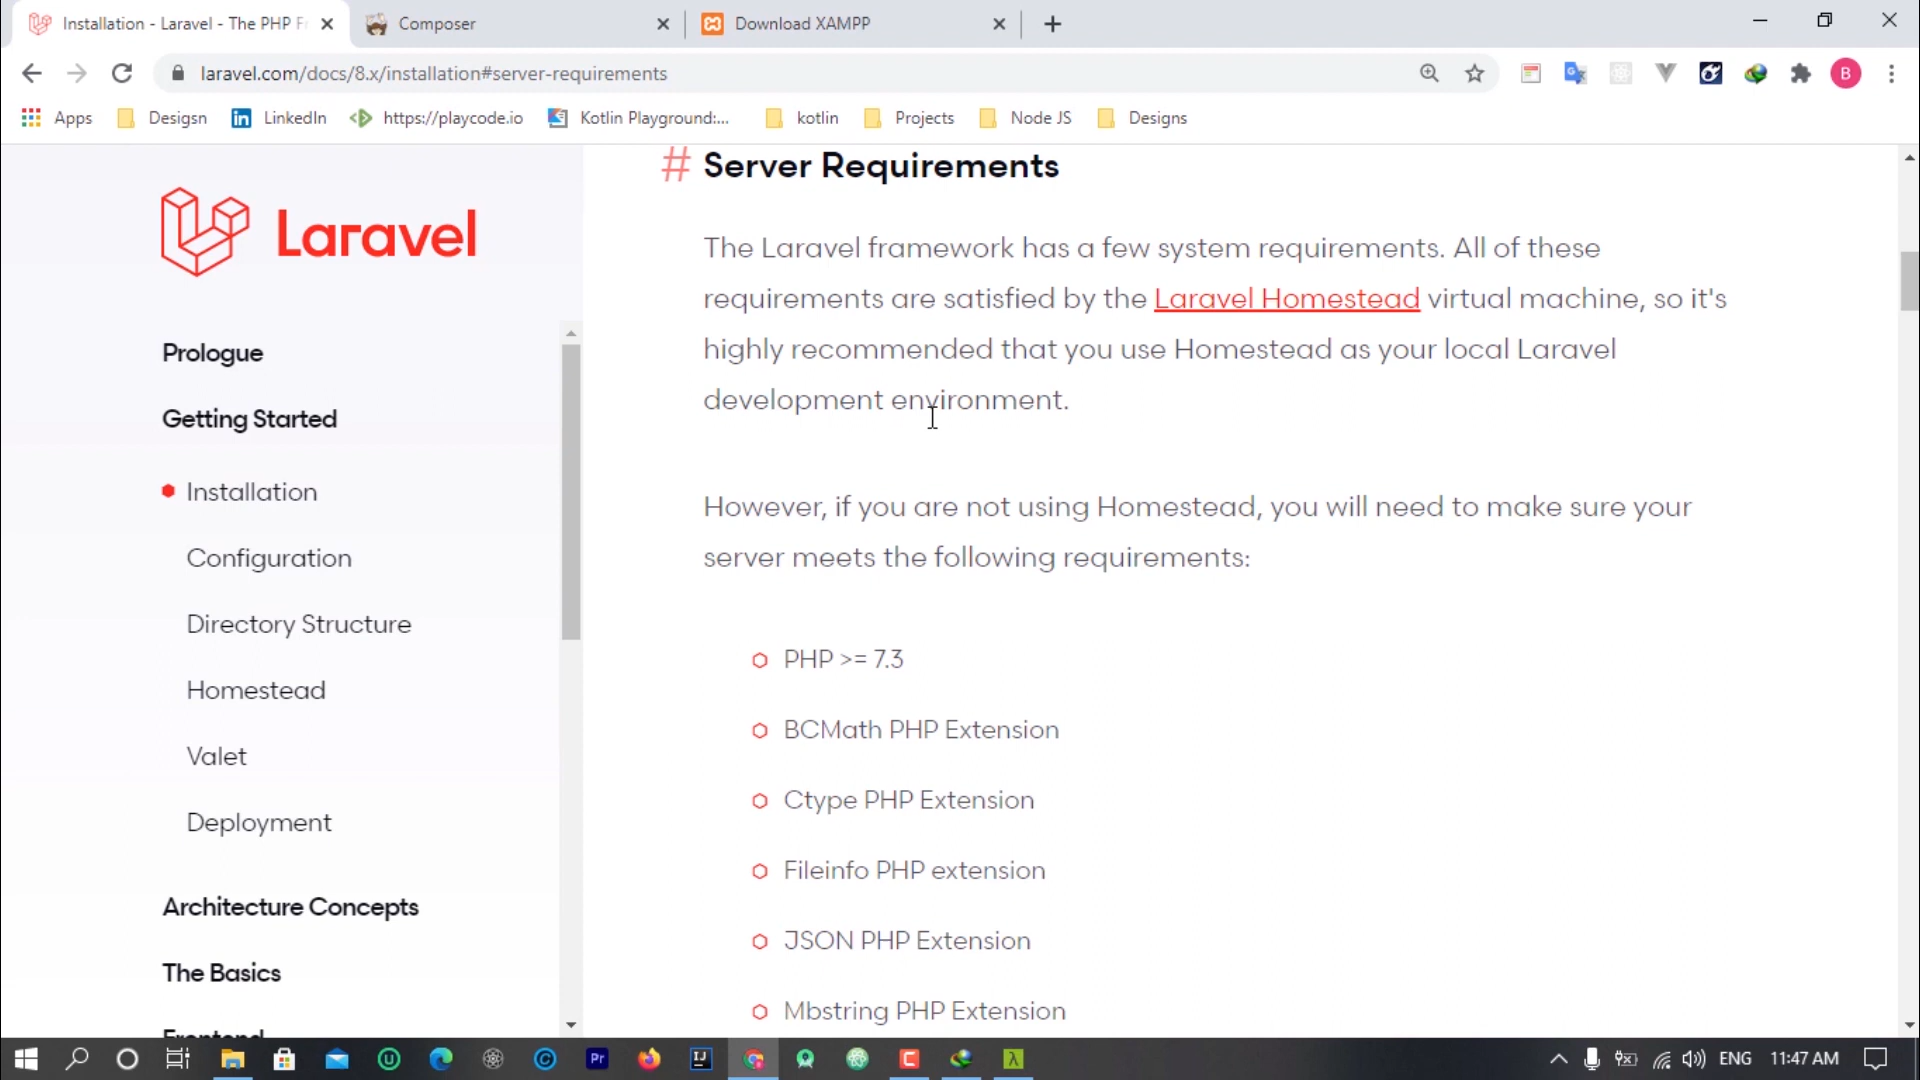 Installation - Laravel - The PHP Fr
Composer
Download XAMPP
laravel.com/docs/8.x/installation#server-requirements
B
Apps
Desigsn
LinkedIn
https://playcode.io
Kotlin Playground:...
kotlin
Projects
Node JS
Designs
Laravel
Prologue
Getting Started
Installation
Configuration
Directory Structure
Homestead
Valet
Deployment
Architecture Concepts
The Basics
Frontend
# Server Requirements
The Laravel framework has a few system requirements. All of these
requirements are satisfied by the Laravel Homestead virtual machine, so it's
highly recommended that you use Homestead as your local Laravel
development environment.
However, if you are not using Homestead, you will need to make sure your
server meets the following requirements:
PHP >= 7.3
BCMath PHP Extension
Ctype PHP Extension
Fileinfo PHP extension
JSON PHP Extension
Mbstring PHP Extension
ENG
11:47 AM